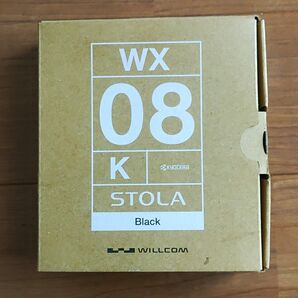 WX
08
K KYOCERA
STOLA
Black
WILLCOM